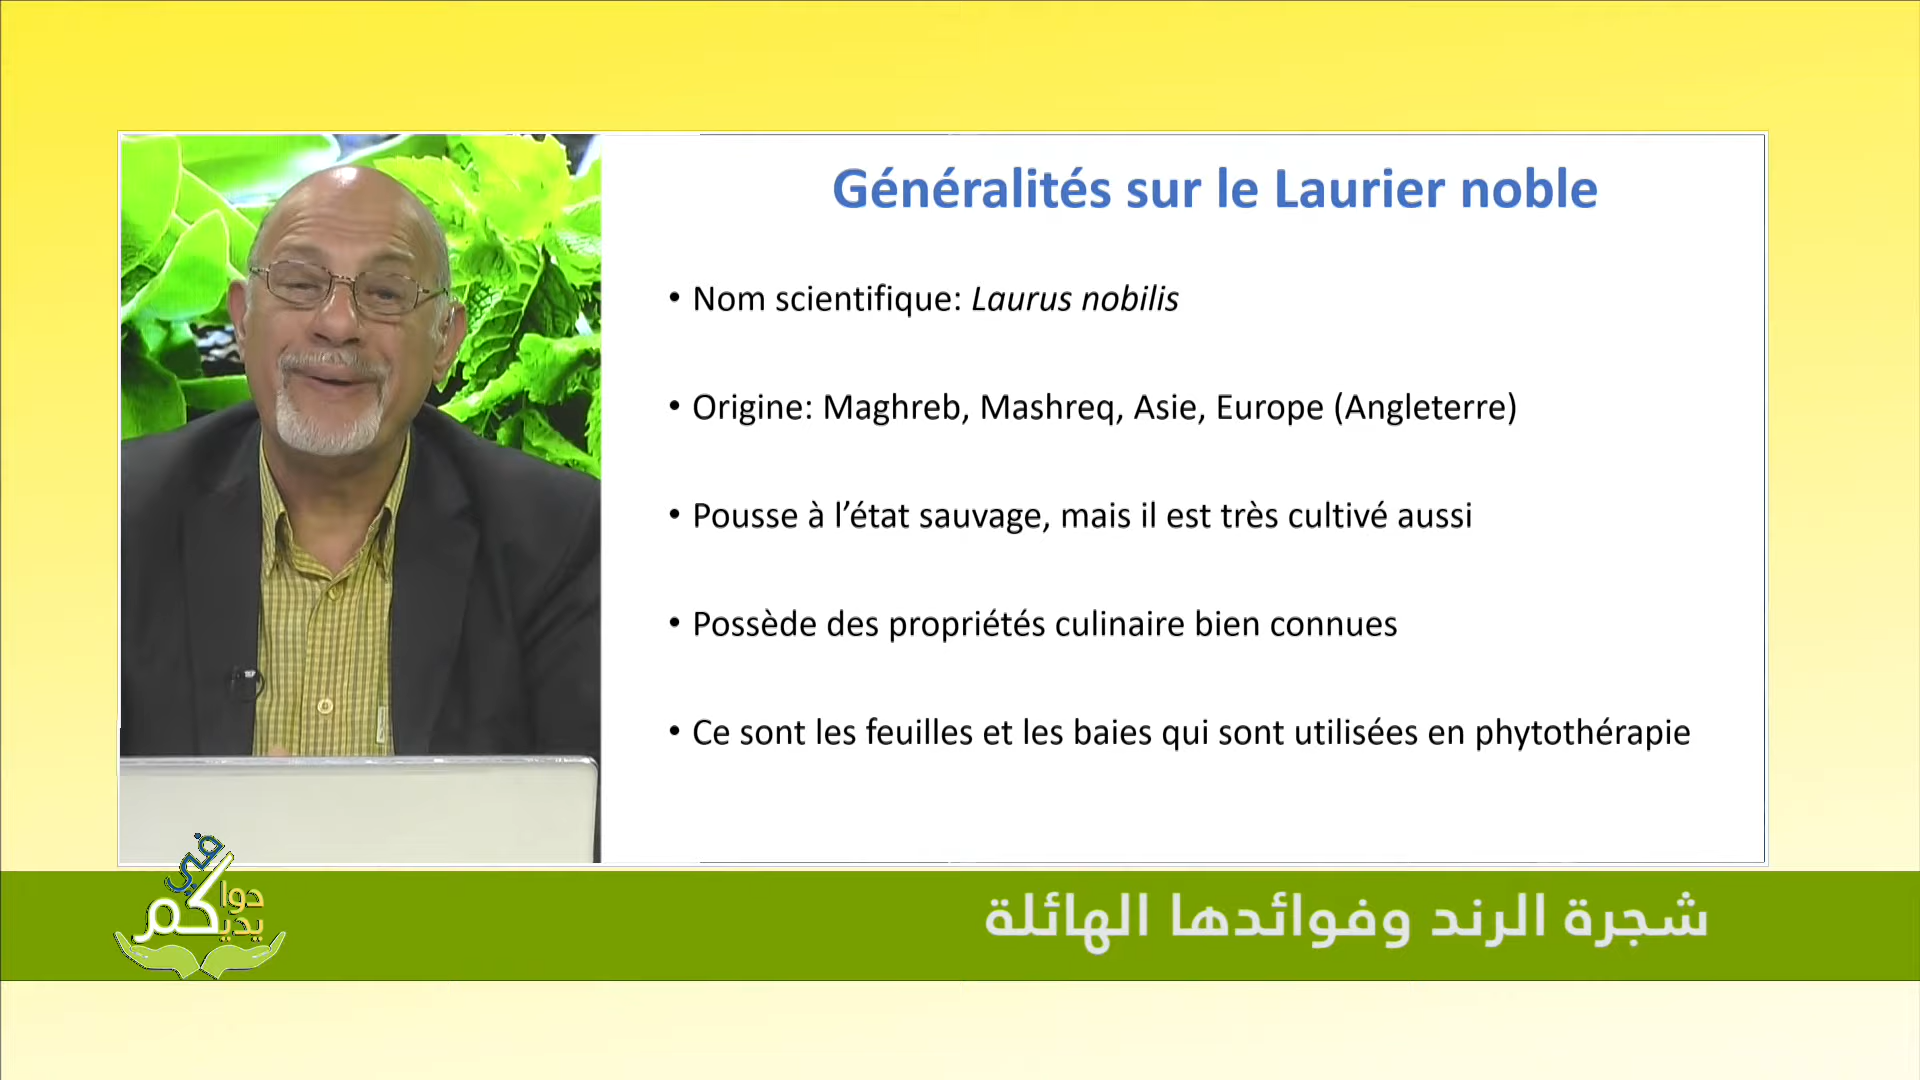 Généralités sur le Laurier noble
• Nom scientifique: Laurus nobilis
• Origine: Maghreb, Mashreq, Asie, Europe (Angleterre)
• Pousse à l’état sauvage, mais il est très cultivé aussi
• Possède des propriétés culinaire bien connues
• Ce sont les feuilles et les baies qui sont utilisées en phytothérapie
شجرة الرند وفوائدها الهائلة
دوا
في
يديكم